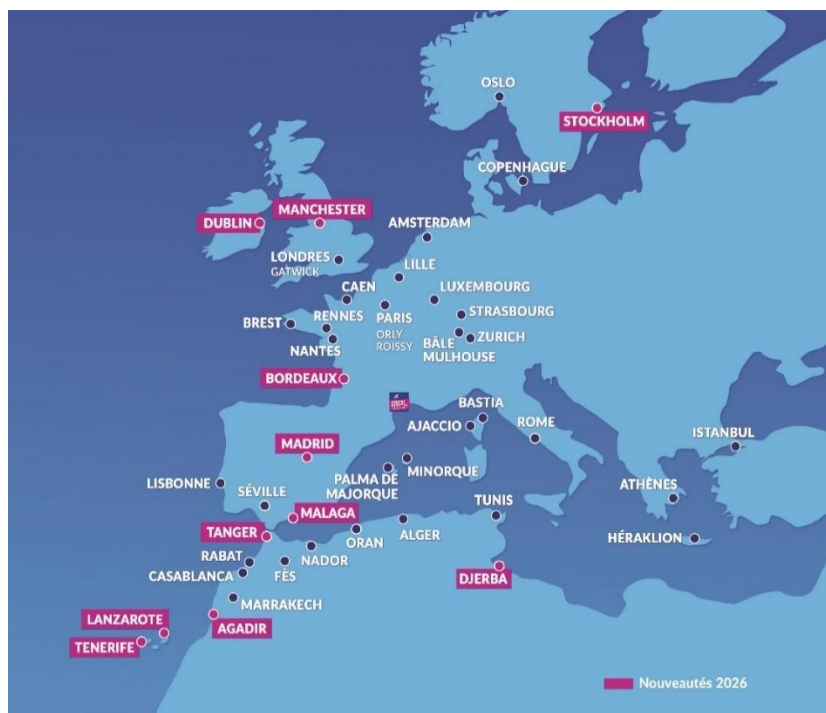 OSLO
STOCKHOLM
COPENHAGUE
MANCHESTER
DUBLIN
AMSTERDAM
LONDRES
GATWICK
LILLE
CAEN
LUXEMBOURG
RENNES
PARIS
ORLY
ROISSY
STRASBOURG
BREST
NANTES
BÂLE
MULHOUSE
ZURICH
BORDEAUX
BASTIA
AJACCIO
ROME
ISTANBUL
MADRID
MINORQUE
LISBONNE
PALMA DE
MAJORQUE
SÉVILLE
TUNIS
ATHÈNES
MALAGA
TANGER
ORAN
ALGER
HÉRAKLION
RABAT
NADOR
CASABLANCA
FÈS
DJERBA
MARRAKECH
LANZAROTE
AGADIR
TENERIFE
Nouveautés 2026